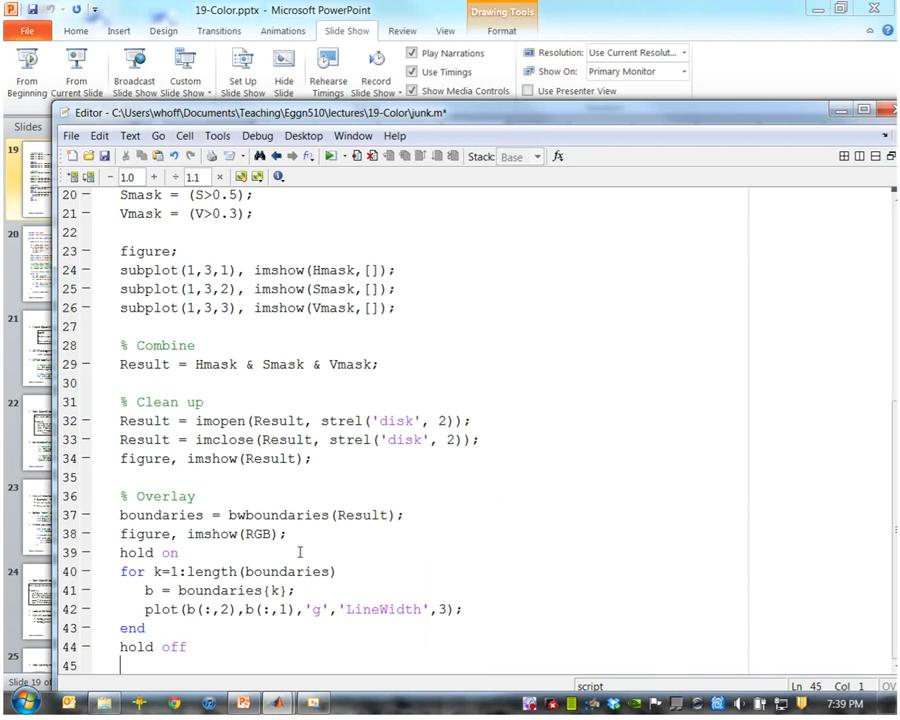 19-Color.pptx - Microsoft PowerPoint
Drawing Tools
File Home Insert Design Transitions Animations Slide Show Review View Format
Play Narrations
Use Timings
Show Media Controls
Resolution: Use Current Resolut...
Show On: Primary Monitor
Use Presenter View
From Beginning
From Current Slide
Broadcast Slide Show
Custom Slide Show
Set Up Slide Show
Hide Slide
Rehearse Timings
Record Slide Show
Slides
19
20
21
22
23
24
25
Slide 19 of
Editor - C:\Users\whoff\Documents\Teaching\Eggn510\lectures\19-Color\junk.m*
File Edit Text Go Cell Tools Debug Desktop Window Help
Stack: Base fx
− 1.0 + ÷ 1.1 ×
20 − Smask = (S>0.5);
21 − Vmask = (V>0.3);
22
23 − figure;
24 − subplot(1,3,1), imshow(Hmask,[]);
25 − subplot(1,3,2), imshow(Smask,[]);
26 − subplot(1,3,3), imshow(Vmask,[]);
27
28 % Combine
29 − Result = Hmask & Smask & Vmask;
30
31 % Clean up
32 − Result = imopen(Result, strel('disk', 2));
33 − Result = imclose(Result, strel('disk', 2));
34 − figure, imshow(Result);
35
36 % Overlay
37 − boundaries = bwboundaries(Result);
38 − figure, imshow(RGB);
39 − hold on
40 − for k=1:length(boundaries)
41 − b = boundaries{k};
42 − plot(b(:,2),b(:,1),'g','LineWidth',3);
43 − end
44 − hold off
45
script Ln 45 Col 1 OV
7:39 PM